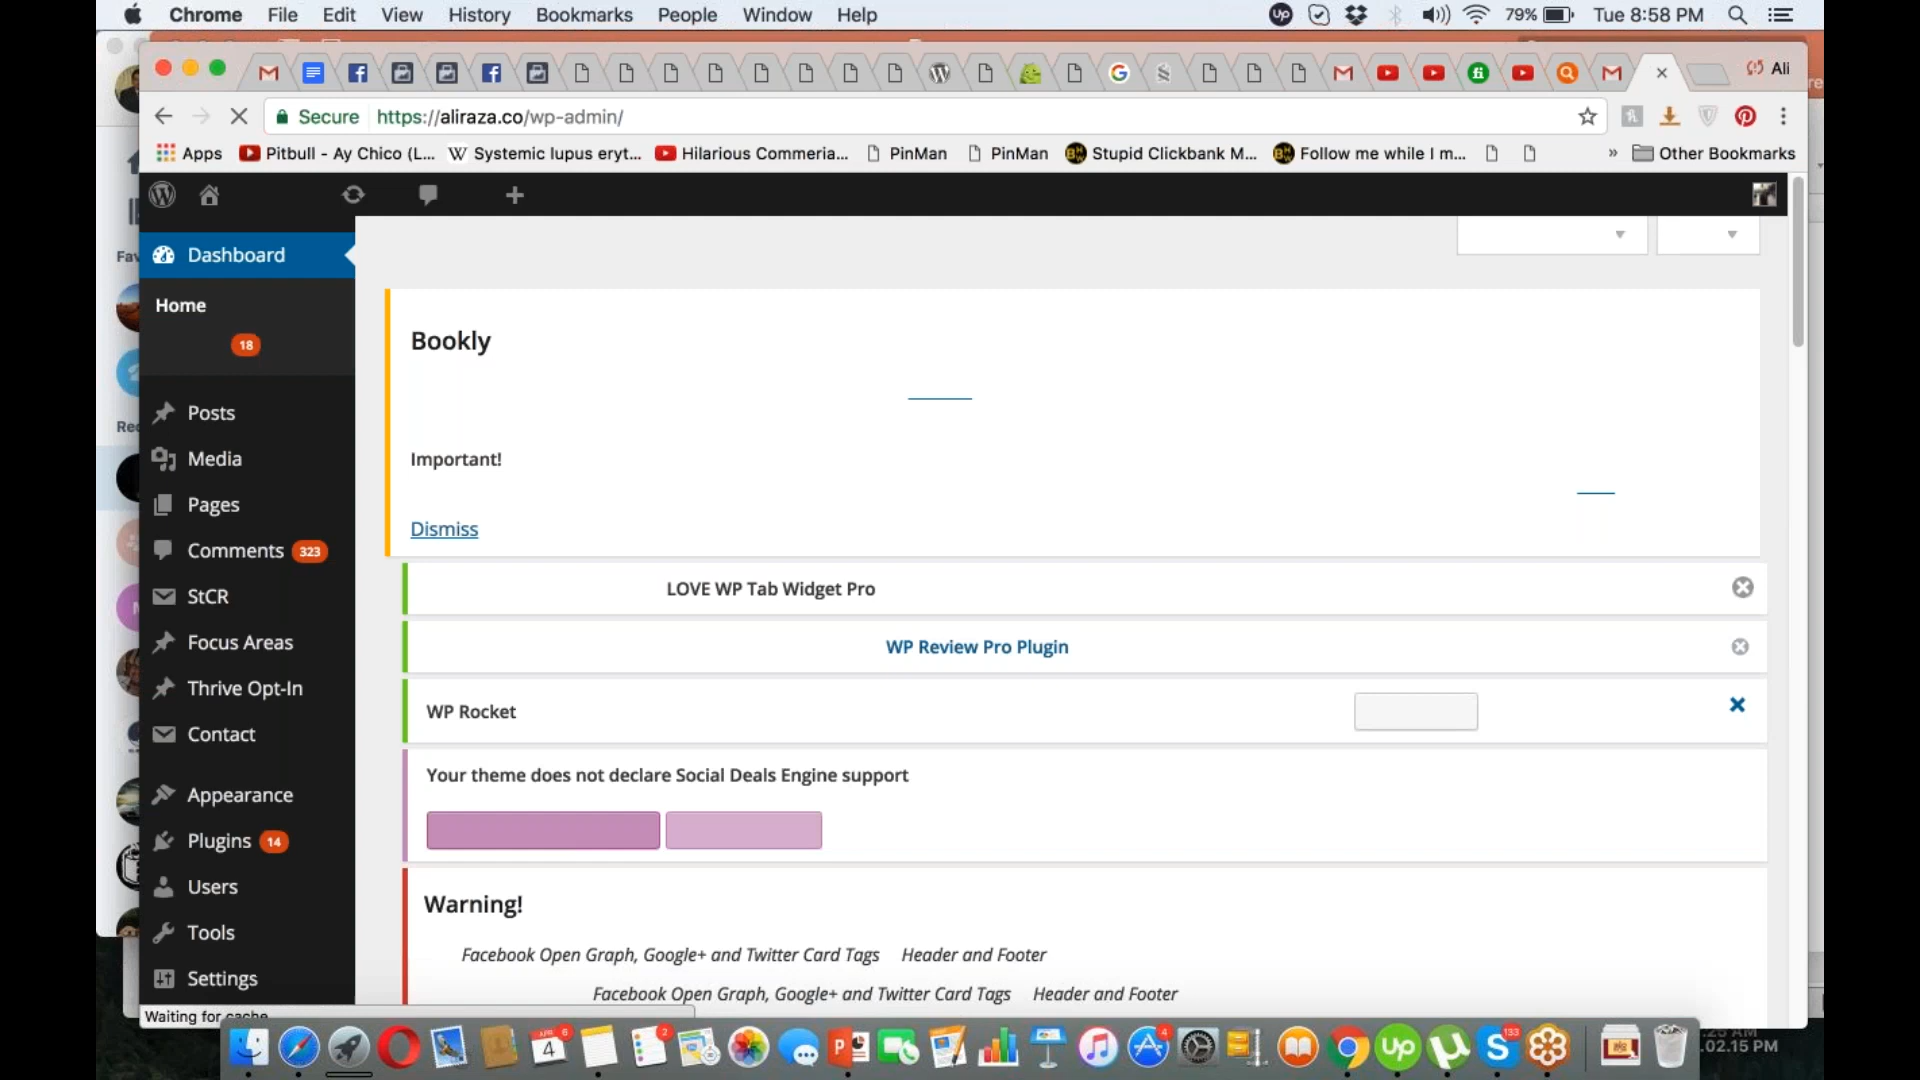 Chrome File Edit View History Bookmarks People Window Help 79% Tue 8:58 PM
Ali
Secure https://aliraza.co/wp-admin/
Apps Pitbull - Ay Chico (L... Systemic lupus eryt... Hilarious Commeria... PinMan PinMan Stupid Clickbank M... Follow me while I m... » Other Bookmarks
Dashboard
Home
18
Posts
Media
Pages
Comments 323
StCR
Focus Areas
Thrive Opt-In
Contact
Appearance
Plugins 14
Users
Tools
Settings
Bookly
Important!
Dismiss
LOVE WP Tab Widget Pro
WP Review Pro Plugin
WP Rocket
Your theme does not declare Social Deals Engine support
Warning!
Facebook Open Graph, Google+ and Twitter Card Tags Header and Footer
Facebook Open Graph, Google+ and Twitter Card Tags Header and Footer
Waiting for cache
.02.15 PM